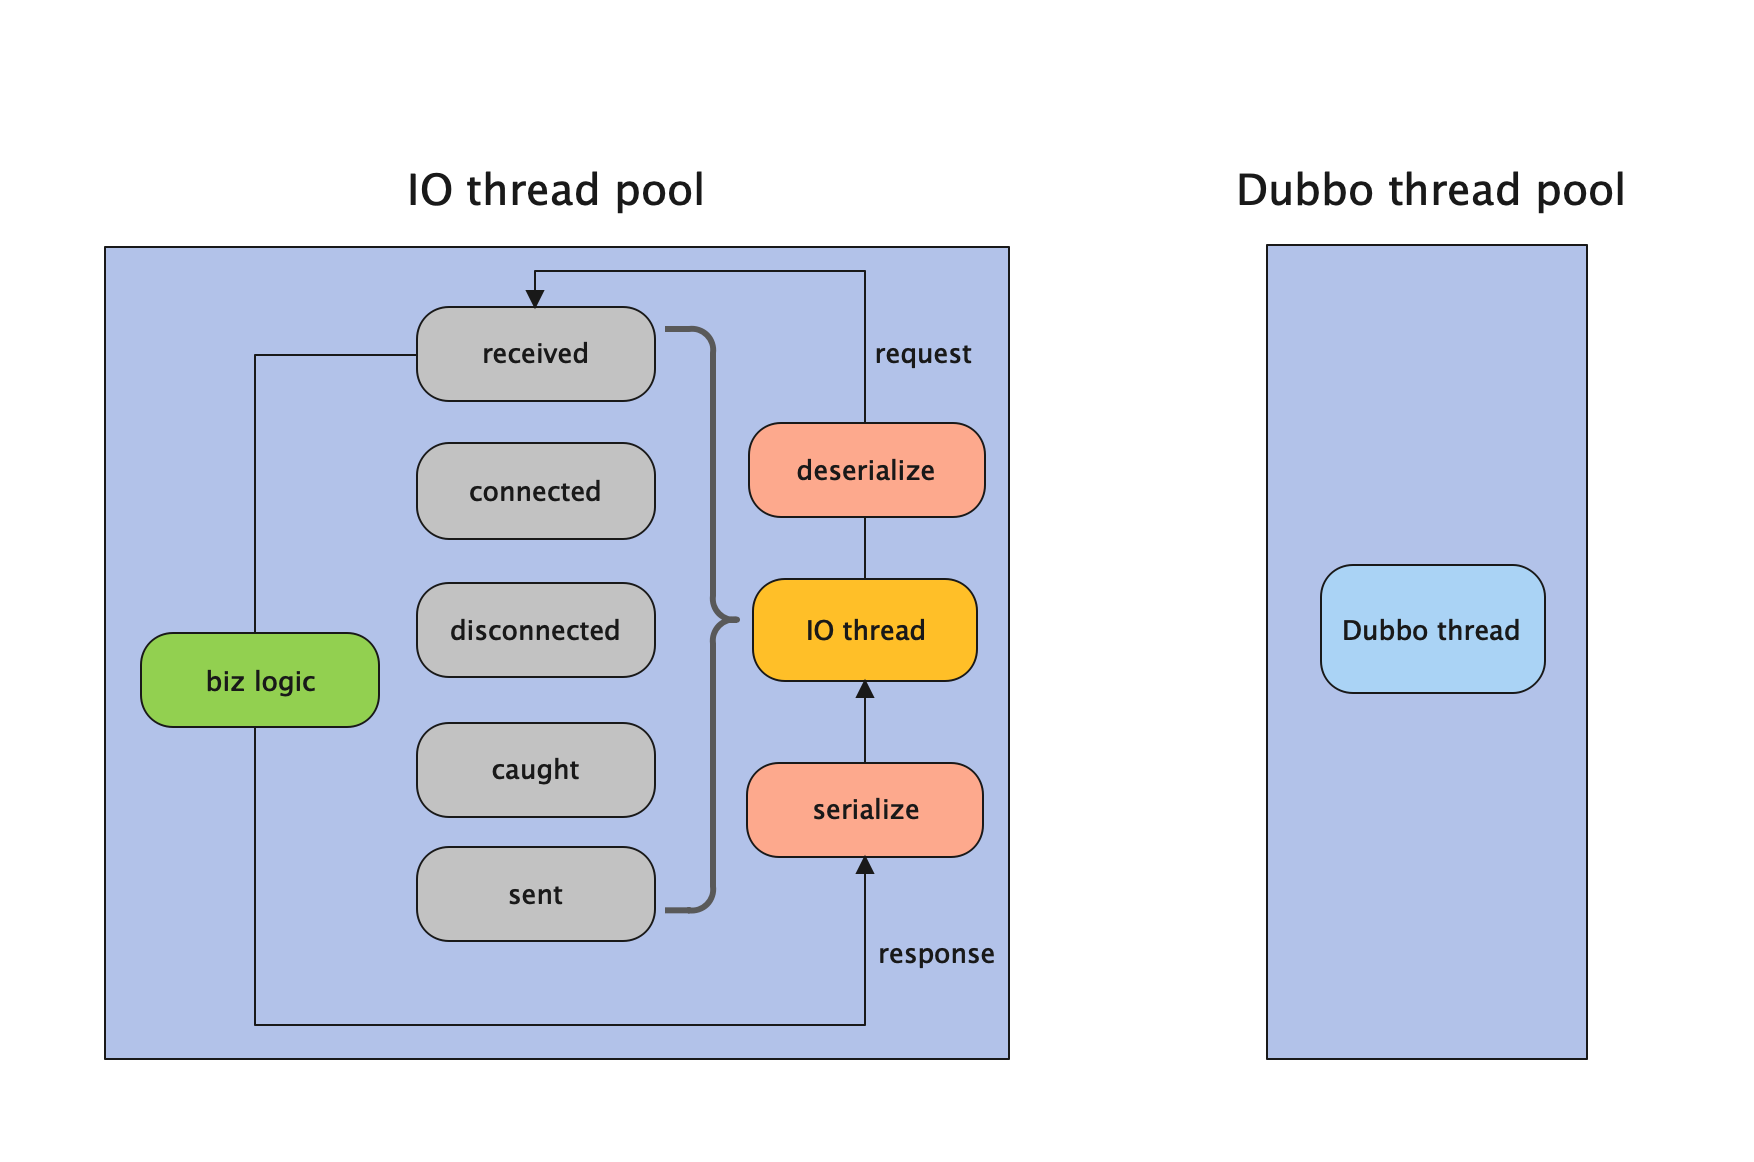 IO thread pool
Dubbo thread pool
received
request
connected
deserialize
disconnected
IO thread
Dubbo thread
biz logic
caught
serialize
sent
response